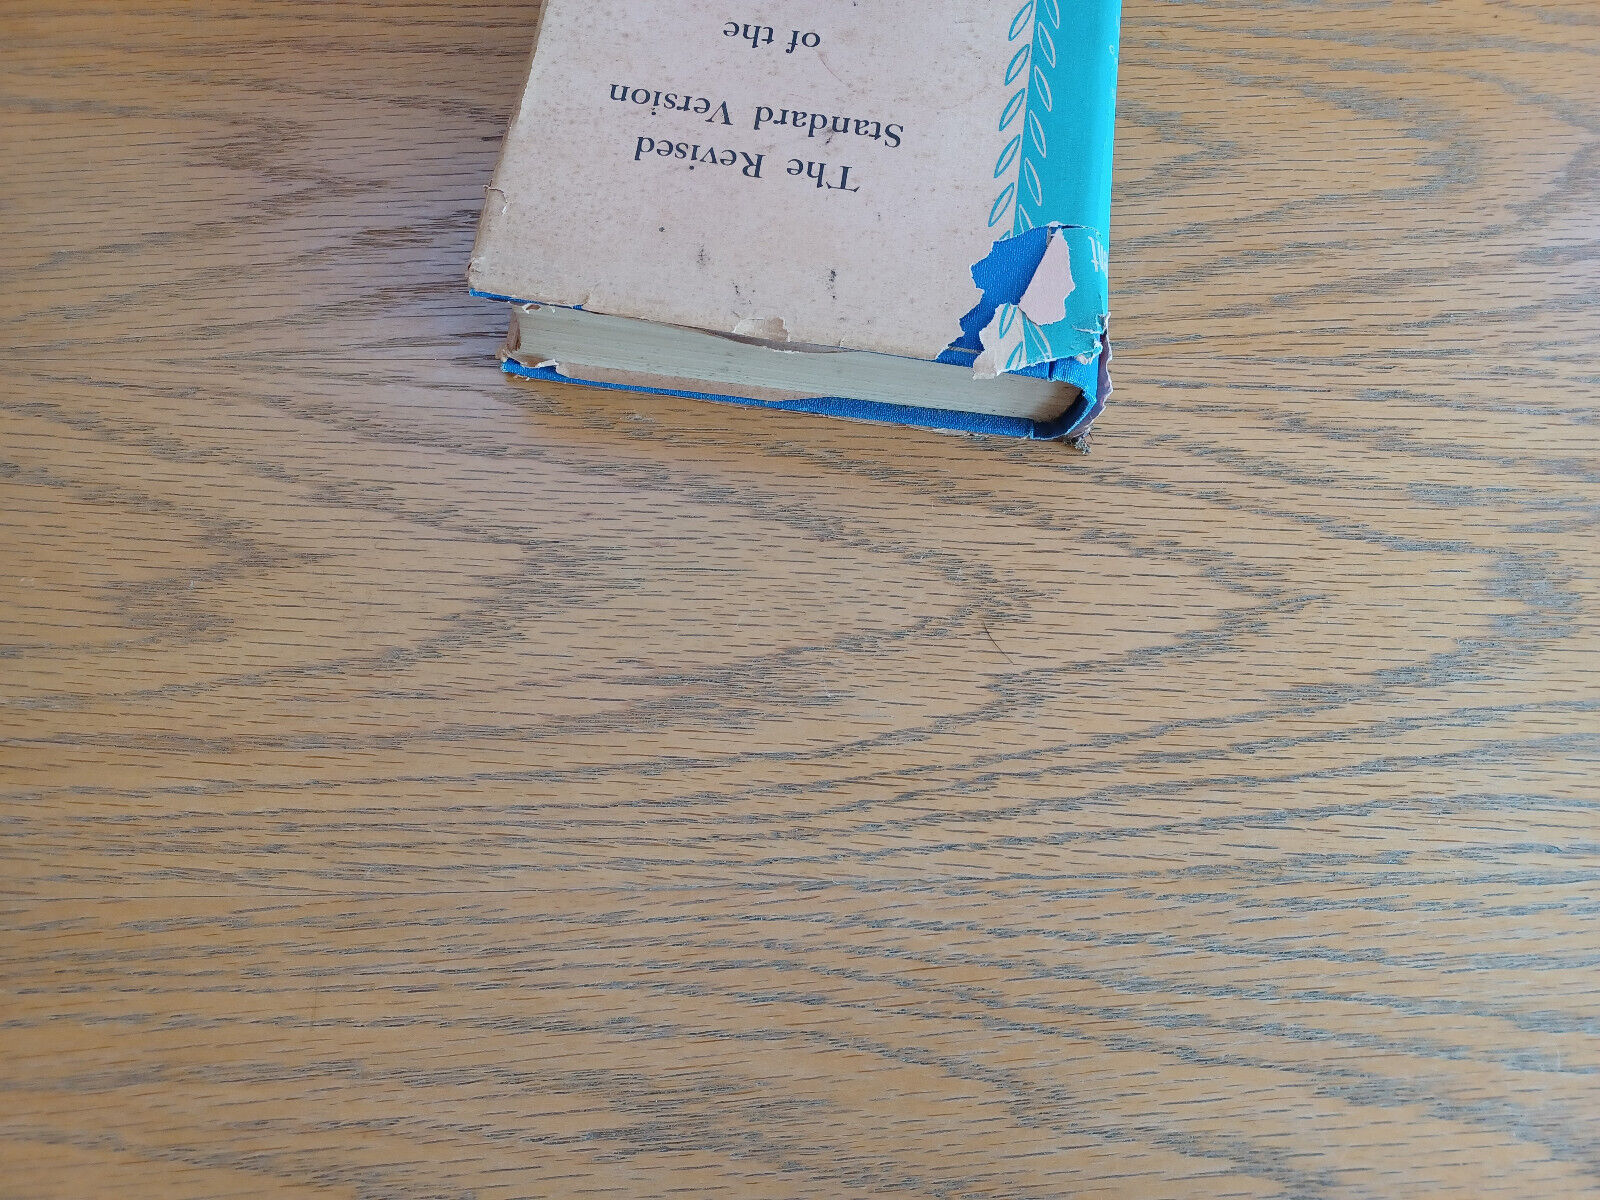 The Revised
Standard Version
of the